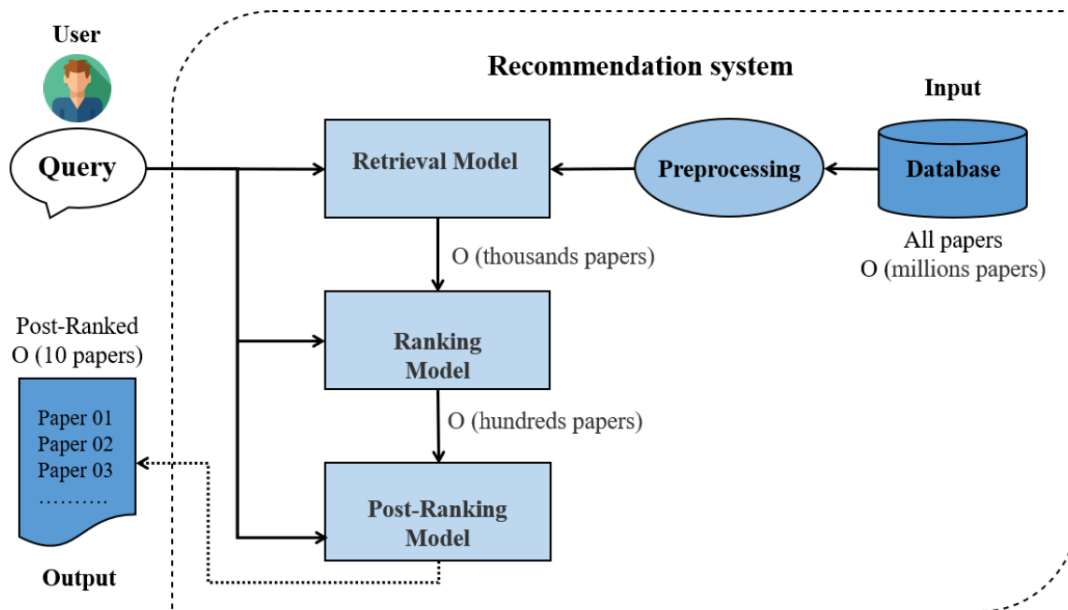 User
Recommendation system
Input
Query
Retrieval Model
Preprocessing
Database
All papers
O (millions papers)
O (thousands papers)
Ranking
Model
O (hundreds papers)
Post-Ranking
Model
Post-Ranked
O (10 papers)
Paper 01
Paper 02
Paper 03
……….
Output